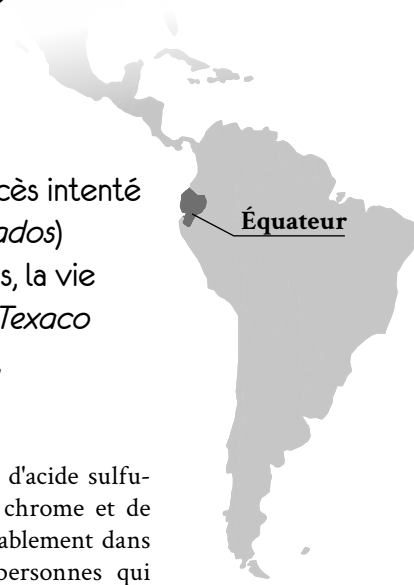 cès intenté
ados)
s, la vie
Texaco
Équateur
d'acide sulfu-
chrome et de
ablement dans
personnes qui